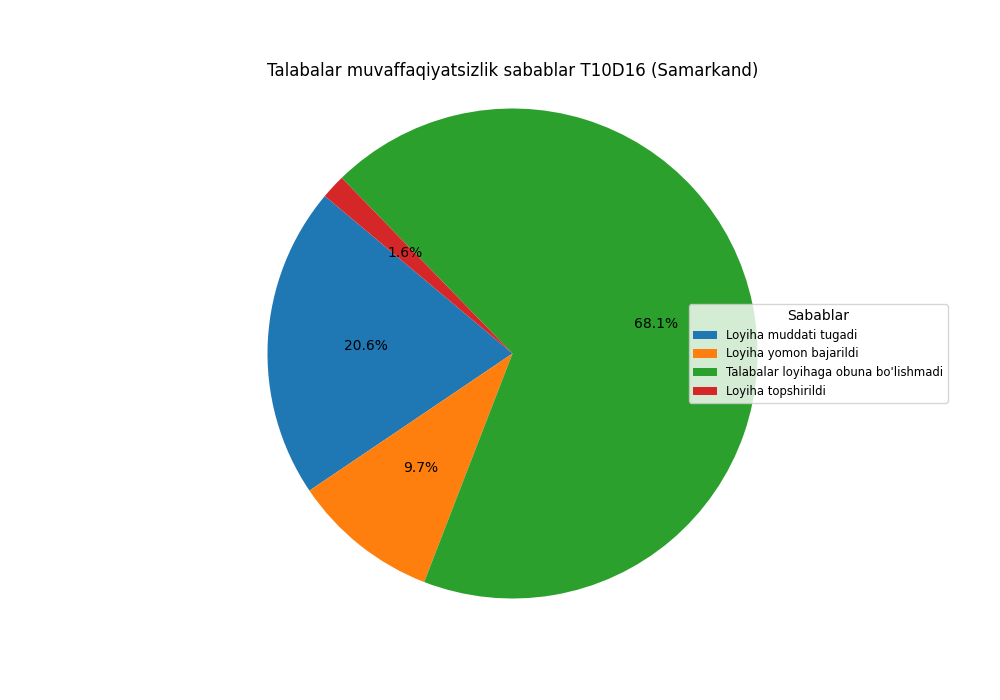 Talabalar muvaffaqiyatsizlik sabablar T10D16 (Samarkand)
1.6%
68.1%
20.6%
9.7%
Sabablar
Loyiha muddati tugadi
Loyiha yomon bajarildi
Talabalar loyihaga obuna bo'lishmadi
Loyiha topshirildi